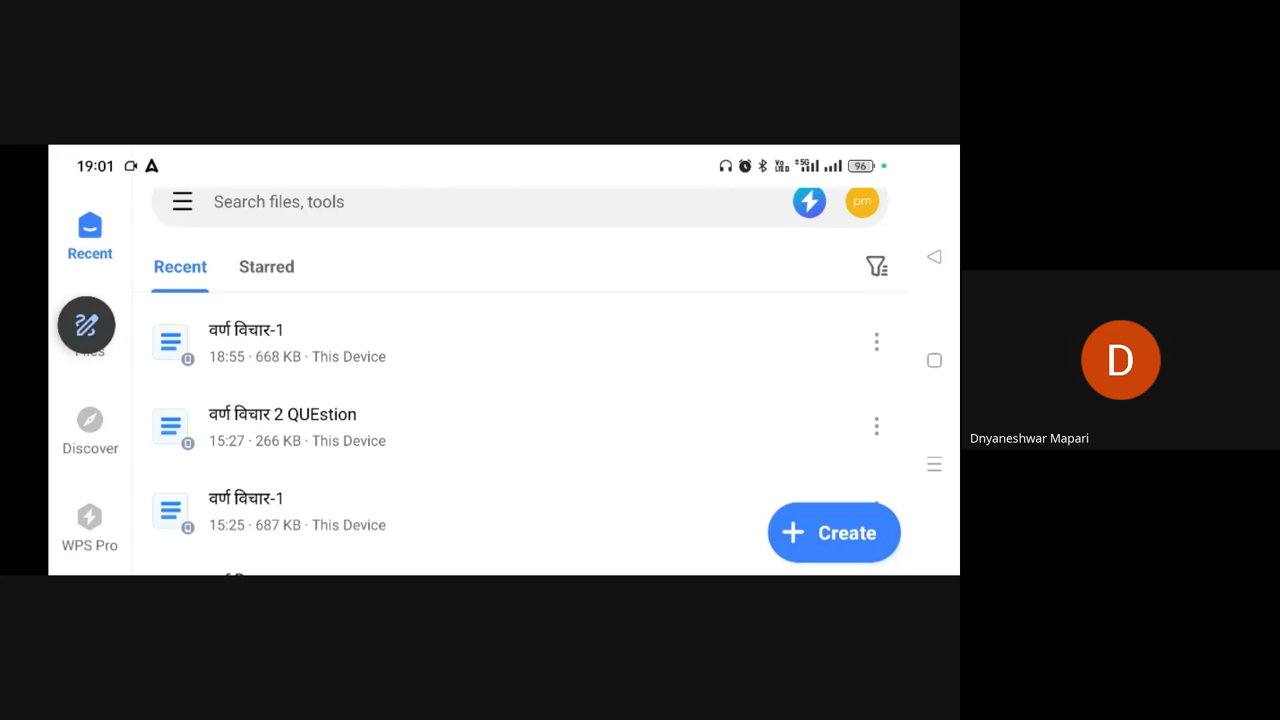 19:01
96
Search files, tools
pm
Recent
Recent
Starred
वर्ण विचार-1
18:55 · 668 KB · This Device
Discover
वर्ण विचार 2 QUEstion
15:27 · 266 KB · This Device
WPS Pro
वर्ण विचार-1
15:25 · 687 KB · This Device
Create
D
Dnyaneshwar Mapari